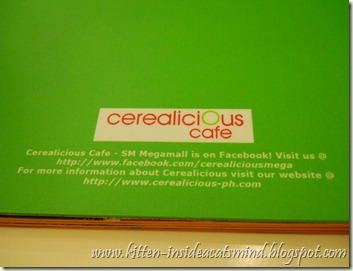 cerealiciOus
cafe
Cerealicious Cafe - SM Megamall is on Facebook! Visit us @
http://www.facebook.com/cerealiciousmega
For more information about Cerealicious visit our website @
http://www.cerealicious-ph.com
www.kitten-insideacatsmind.blogspot.com